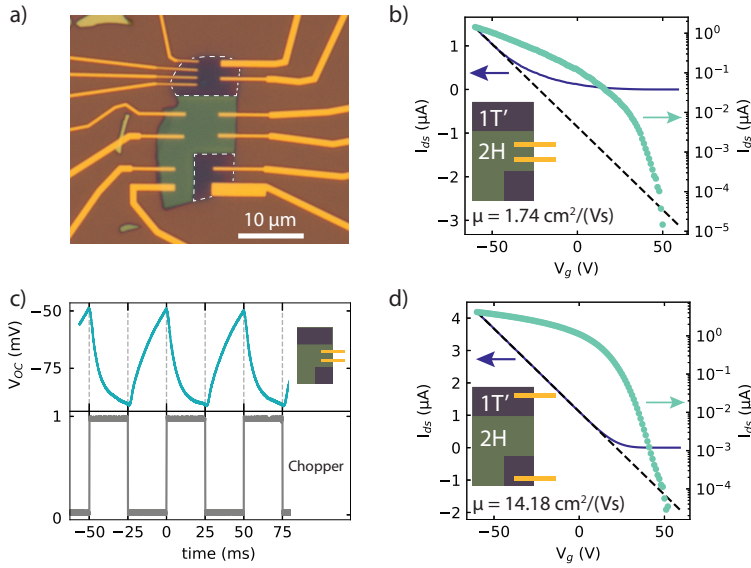 a)
10 µm
b)
1
0
−1
−2
−3
I_ds (µA)
10⁰
10⁻¹
10⁻²
10⁻³
10⁻⁴
10⁻⁵
I_ds (µA)
1T'
2H
µ = 1.74 cm²/(Vs)
−50
0
50
V_g (V)
c)
−50
−75
V_OC (mV)
1
0
Chopper
−50
−25
0
25
50
75
time (ms)
d)
4
3
2
1
0
−1
−2
I_ds (µA)
10⁰
10⁻¹
10⁻²
10⁻³
10⁻⁴
I_ds (µA)
1T'
2H
µ = 14.18 cm²/(Vs)
−50
0
50
V_g (V)